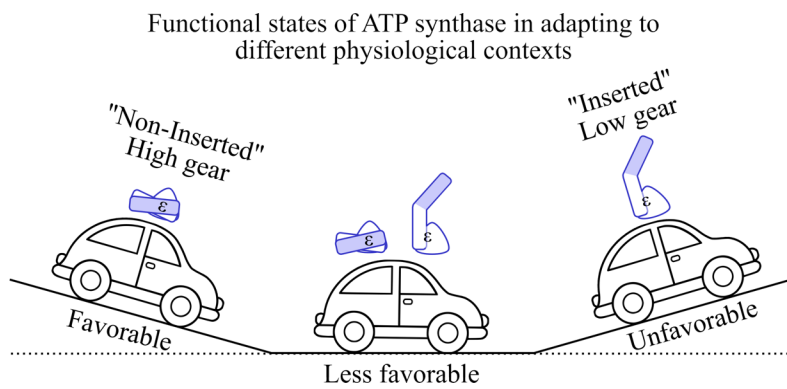 Functional states of ATP synthase in adapting to
different physiological contexts
"Non-Inserted"
High gear
ε
Favorable
ε
ε
Less favorable
"Inserted"
Low gear
ε
Unfavorable